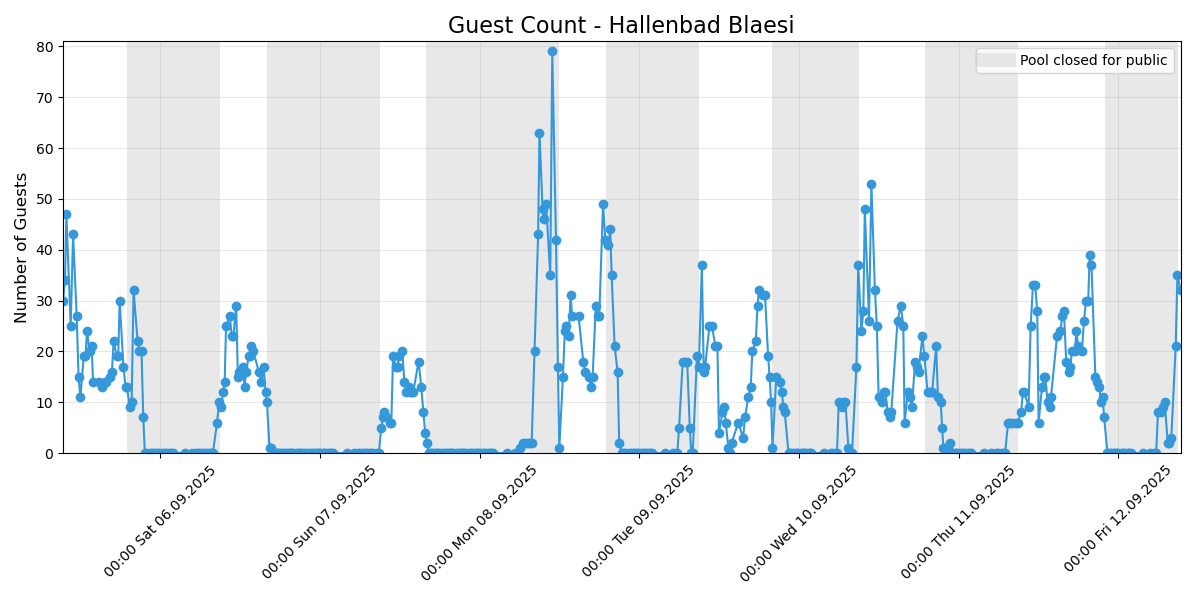 Guest Count - Hallenbad Blaesi
Pool closed for public
Number of Guests
80
70
60
50
40
30
20
10
0
00:00 Sat 06.09.2025
00:00 Sun 07.09.2025
00:00 Mon 08.09.2025
00:00 Tue 09.09.2025
00:00 Wed 10.09.2025
00:00 Thu 11.09.2025
00:00 Fri 12.09.2025